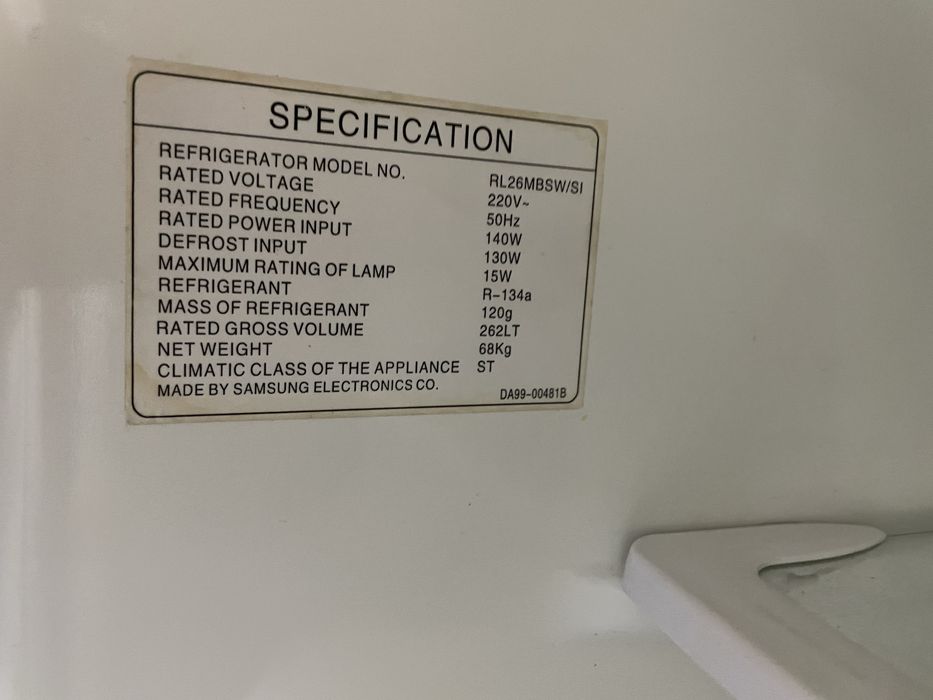 SPECIFICATION
REFRIGERATOR MODEL NO. RL26MBSW/SI
RATED VOLTAGE 220V~
RATED FREQUENCY 50Hz
RATED POWER INPUT 140W
DEFROST INPUT 130W
MAXIMUM RATING OF LAMP 15W
REFRIGERANT R-134a
MASS OF REFRIGERANT 120g
RATED GROSS VOLUME 262LT
NET WEIGHT 68Kg
CLIMATIC CLASS OF THE APPLIANCE ST
MADE BY SAMSUNG ELECTRONICS CO. DA99-00481B